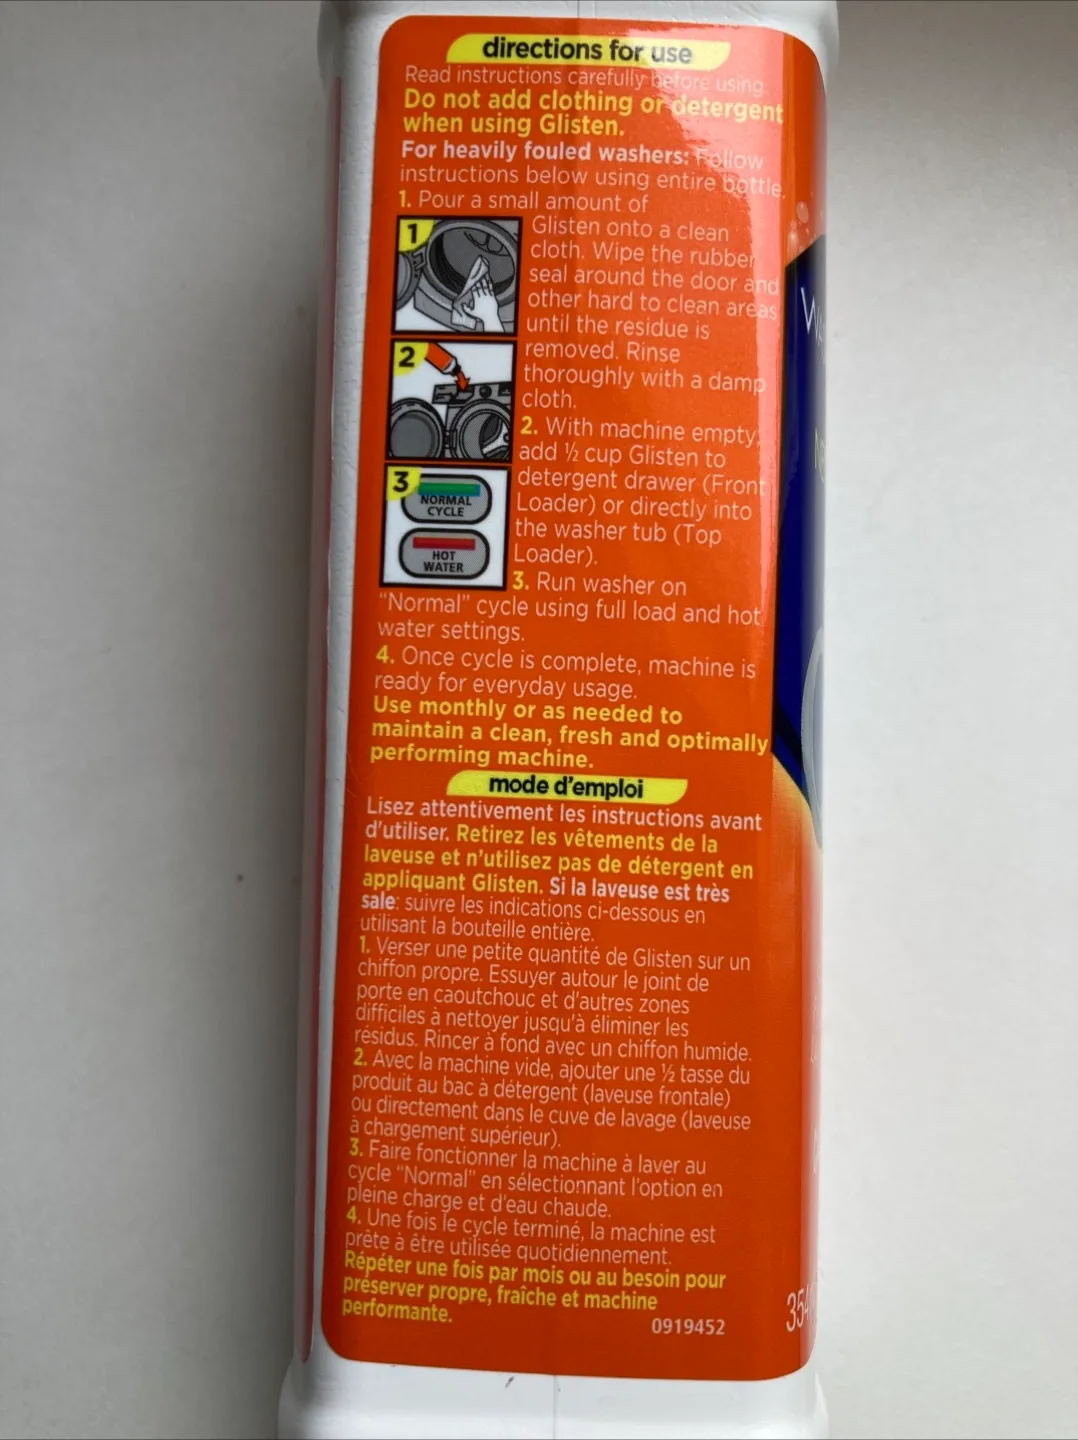 directions for use
Read instructions carefully before using.
Do not add clothing or detergent
when using Glisten.
For heavily fouled washers: Follow
instructions below using entire bottle.
1. Pour a small amount of
Glisten onto a clean
cloth. Wipe the rubber
seal around the door and
other hard to clean areas
until the residue is
removed. Rinse
thoroughly with a damp
cloth.
1
2
3
NORMAL
CYCLE
HOT
WATER
2. With machine empty,
add ½ cup Glisten to
detergent drawer (Front
Loader) or directly into
the washer tub (Top
Loader).
3. Run washer on
“Normal” cycle using full load and hot
water settings.
4. Once cycle is complete, machine is
ready for everyday usage.
Use monthly or as needed to
maintain a clean, fresh and optimally
performing machine.
mode d’emploi
Lisez attentivement les instructions avant
d’utiliser. Retirez les vêtements de la
laveuse et n’utilisez pas de détergent en
appliquant Glisten. Si la laveuse est très
sale: suivre les indications ci-dessous en
utilisant la bouteille entière.
1. Verser une petite quantité de Glisten sur un
chiffon propre. Essuyer autour le joint de
porte en caoutchouc et d’autres zones
difficiles à nettoyer jusqu’à éliminer les
résidus. Rincer à fond avec un chiffon humide.
2. Avec la machine vide, ajouter une ½ tasse du
produit au bac à détergent (laveuse frontale)
ou directement dans le cuve de lavage (laveuse
à chargement supérieur).
3. Faire fonctionner la machine à laver au
cycle “Normal” en sélectionnant l’option en
pleine charge et d’eau chaude.
4. Une fois le cycle terminé, la machine est
prête à être utilisée quotidiennement.
Répéter une fois par mois ou au besoin pour
préserver propre, fraîche et machine
performante.
0919452
354